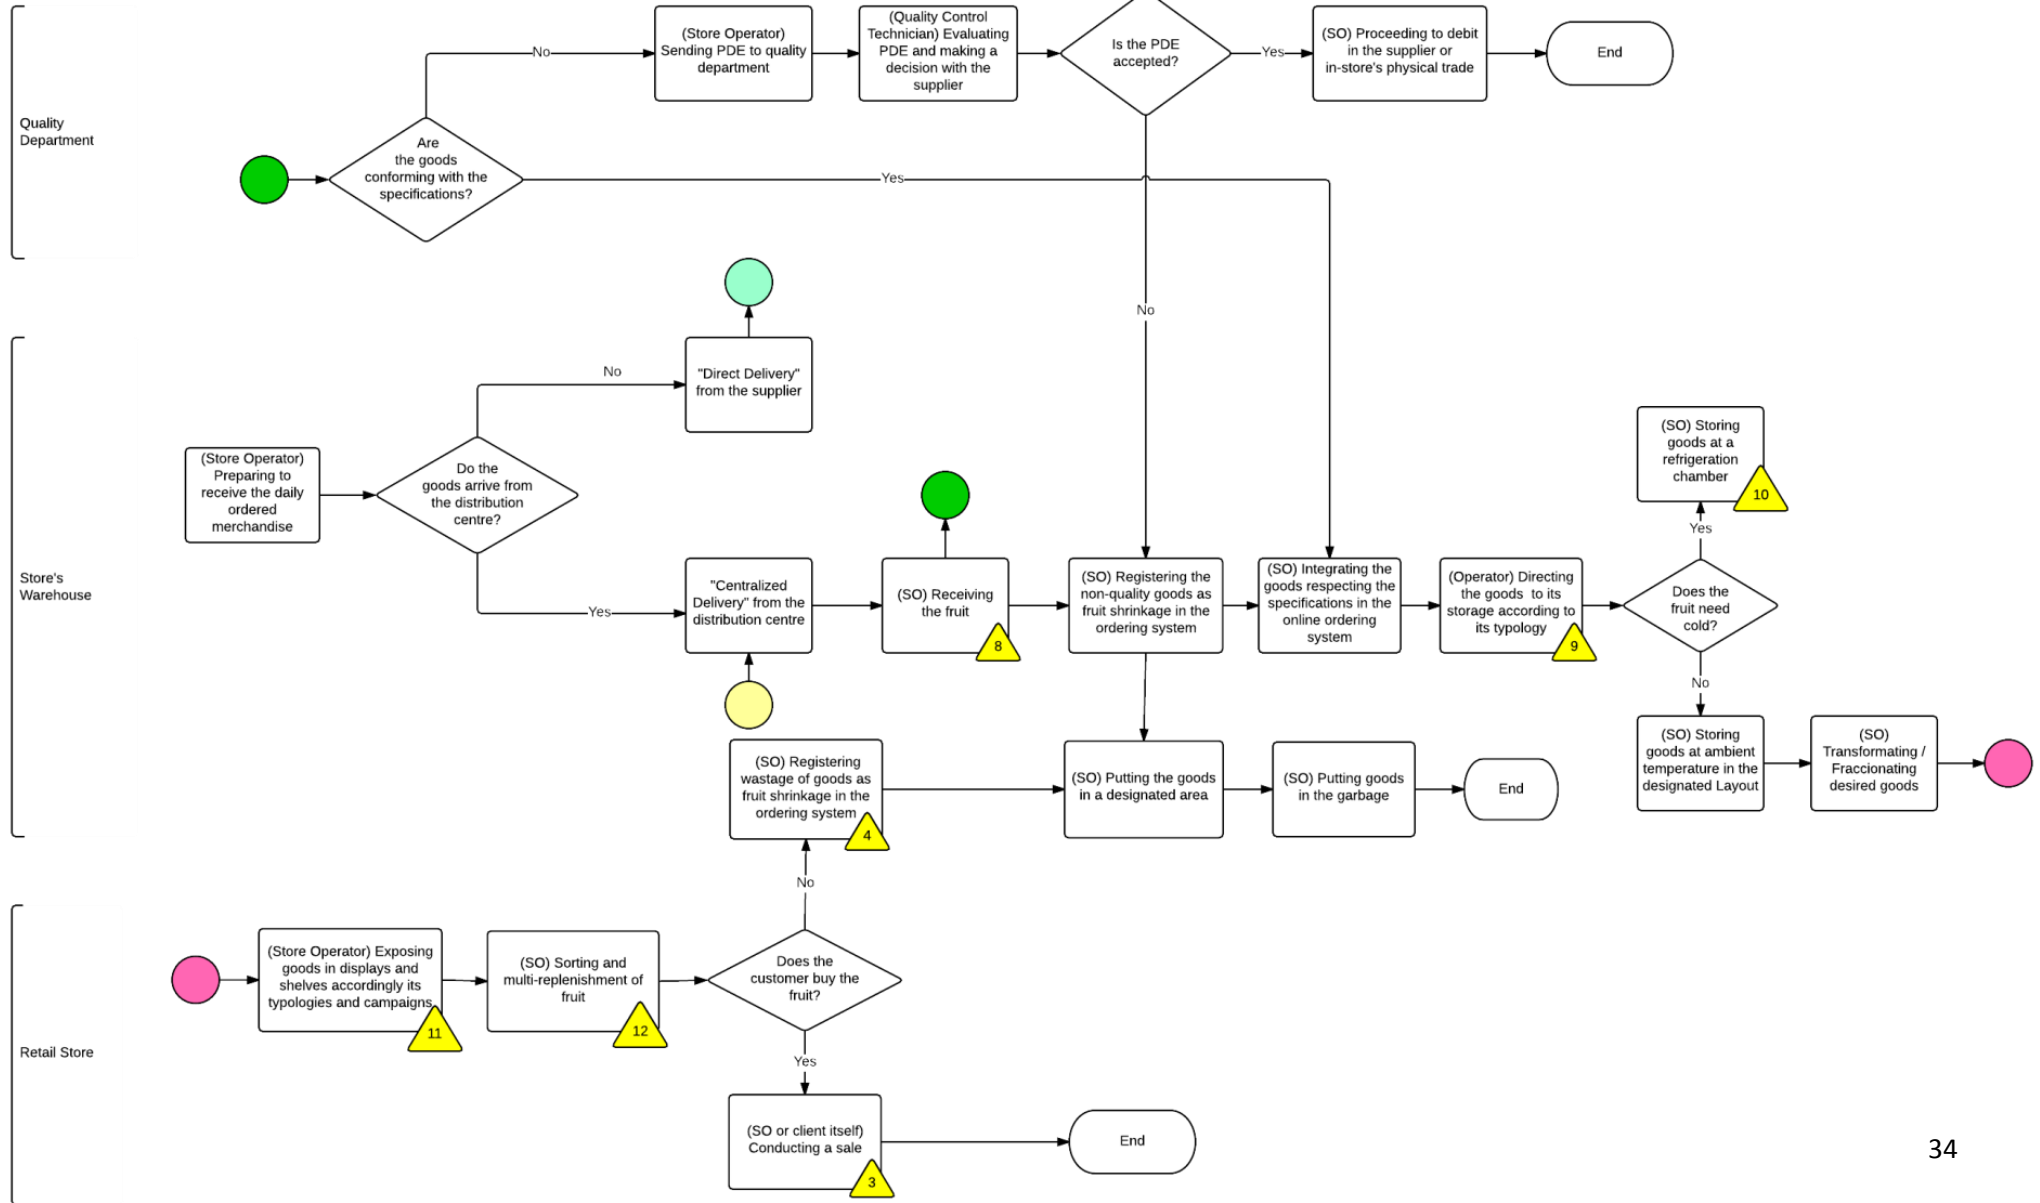 Quality
Department
(Store Operator)
Sending PDE to quality
department
(Quality Control
Technician) Evaluating
PDE and making a
decision with the
supplier
Is the PDE
accepted?
Yes
(SO) Proceeding to debit
in the supplier or
in-store's physical trade
End
No
Are
the goods
conforming with the
specifications?
Yes
No
Store's
Warehouse
(Store Operator)
Preparing to
receive the daily
ordered
merchandise
Do the
goods arrive from
the distribution
centre?
No
"Direct Delivery"
from the supplier
Yes
"Centralized
Delivery" from the
distribution centre
(SO) Receiving
the fruit
8
(SO) Registering the
non-quality goods as
fruit shrinkage in the
ordering system
(SO) Integrating the
goods respecting the
specifications in the
online ordering
system
(Operator) Directing
the goods to its
storage according to
its typology
9
Does the
fruit need
cold?
Yes
(SO) Storing
goods at a
refrigeration
chamber
10
No
(SO) Storing
goods at ambient
temperature in the
designated Layout
(SO)
Transformating /
Fraccionating
desired goods
(SO) Registering
wastage of goods as
fruit shrinkage in the
ordering system
4
(SO) Putting the goods
in a designated area
(SO) Putting goods
in the garbage
End
No
Retail Store
(Store Operator) Exposing
goods in displays and
shelves accordingly its
typologies and campaigns
11
(SO) Sorting and
multi-replenishment of
fruit
12
Does the
customer buy the
fruit?
Yes
(SO or client itself)
Conducting a sale
3
End
34